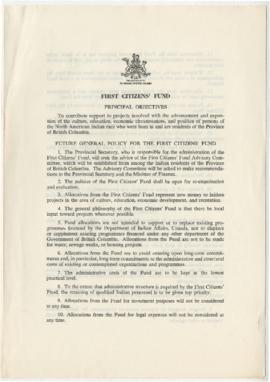 FIRST CITIZENS' FUND
PRINCIPAL OBJECTIVES
To contribute support to projects involved with the advancement and expan-
sion of the culture, education, economic circumstances, and position of persons of
the North American Indian race who were born in and are residents of the Province
of British Columbia.
FUTURE GENERAL POLICY FOR THE FIRST CITIZENS' FUND
1. The Provincial Secretary, who is responsible for the administration of the
First Citizens' Fund, will seek the advice of the First Citizens' Fund Advisory Com-
mittee, which will be established from among the Indian residents of the Province
of British Columbia. The Advisory Committee will be asked to make recommenda-
tions to the Provincial Secretary and the Minister of Finance.
2. The policies of the First Citizens' Fund shall be open for re-examination
and evaluation.
3. Allocations from the First Citizens' Fund represent new money to Indian
projects in the area of culture, education, economic development, and recreation.
4. The general philosophy of the First Citizens' Fund is that there be local
input toward projects whenever possible.
5. Fund allocations are not intended to support or to replace existing pro-
grammes financed by the Department of Indian Affairs, Canada, nor to displace
or supplement existing programmes financed under any other department of the
Government of British Columbia. Allocations from the Fund are not to be made
for water, sewage works, or housing project.
6. Allocations from the Fund are to avoid ensuring upon long-term commit-
ments and, in particular, long-term commitments to the administrative and structural
costs of existing or contemplated organizations and programmes.
7. The administrative costs of the Fund are to be kept at the lowest
practical level.
8. To the extent that administrative structure is required by the First Citizens'
Fund, the retaining of qualified Indian personnel is to be given top priority.
9. Allocations from the Fund for investment purposes will not be considered
at any time.
10. Allocations from the Fund for legal expenses will not be considered at
any time.